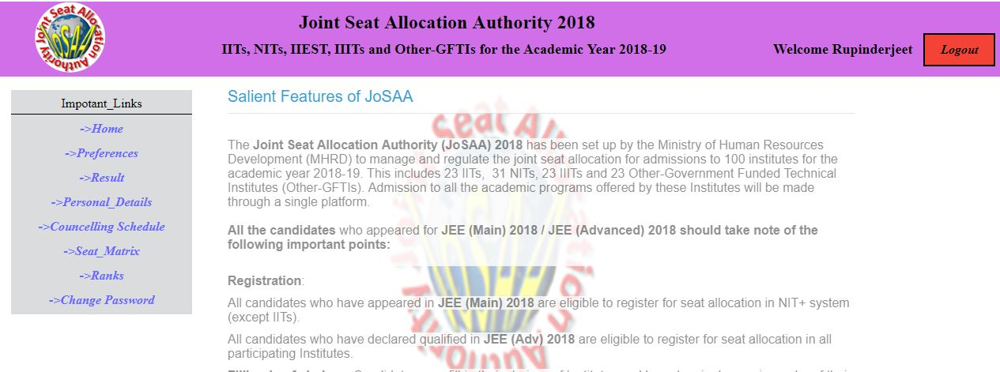 Joint Seat Allocation Authority
Joint Seat Allocation Authority 2018
IITs, NITs, IIEST, IIITs and Other-GFTIs for the Academic Year 2018-19
Welcome Rupinderjeet
Logout
Impotant_Links
->Home
->Preferences
->Result
->Personal_Details
->Councelling Schedule
->Seat_Matrix
->Ranks
->Change Password
Salient Features of JoSAA
The Joint Seat Allocation Authority (JoSAA) 2018 has been set up by the Ministry of Human Resources
Development (MHRD) to manage and regulate the joint seat allocation for admissions to 100 institutes for the
academic year 2018-19. This includes 23 IITs, 31 NITs, 23 IIITs and 23 Other-Government Funded Technical
Institutes (Other-GFTIs). Admission to all the academic programs offered by these Institutes will be made
through a single platform.
All the candidates who appeared for JEE (Main) 2018 / JEE (Advanced) 2018 should take note of the
following important points:
Registration:
All candidates who have appeared in JEE (Main) 2018 are eligible to register for seat allocation in NIT+ system
(except IITs).
All candidates who have declared qualified in JEE (Adv) 2018 are eligible to register for seat allocation in all
participating Institutes.